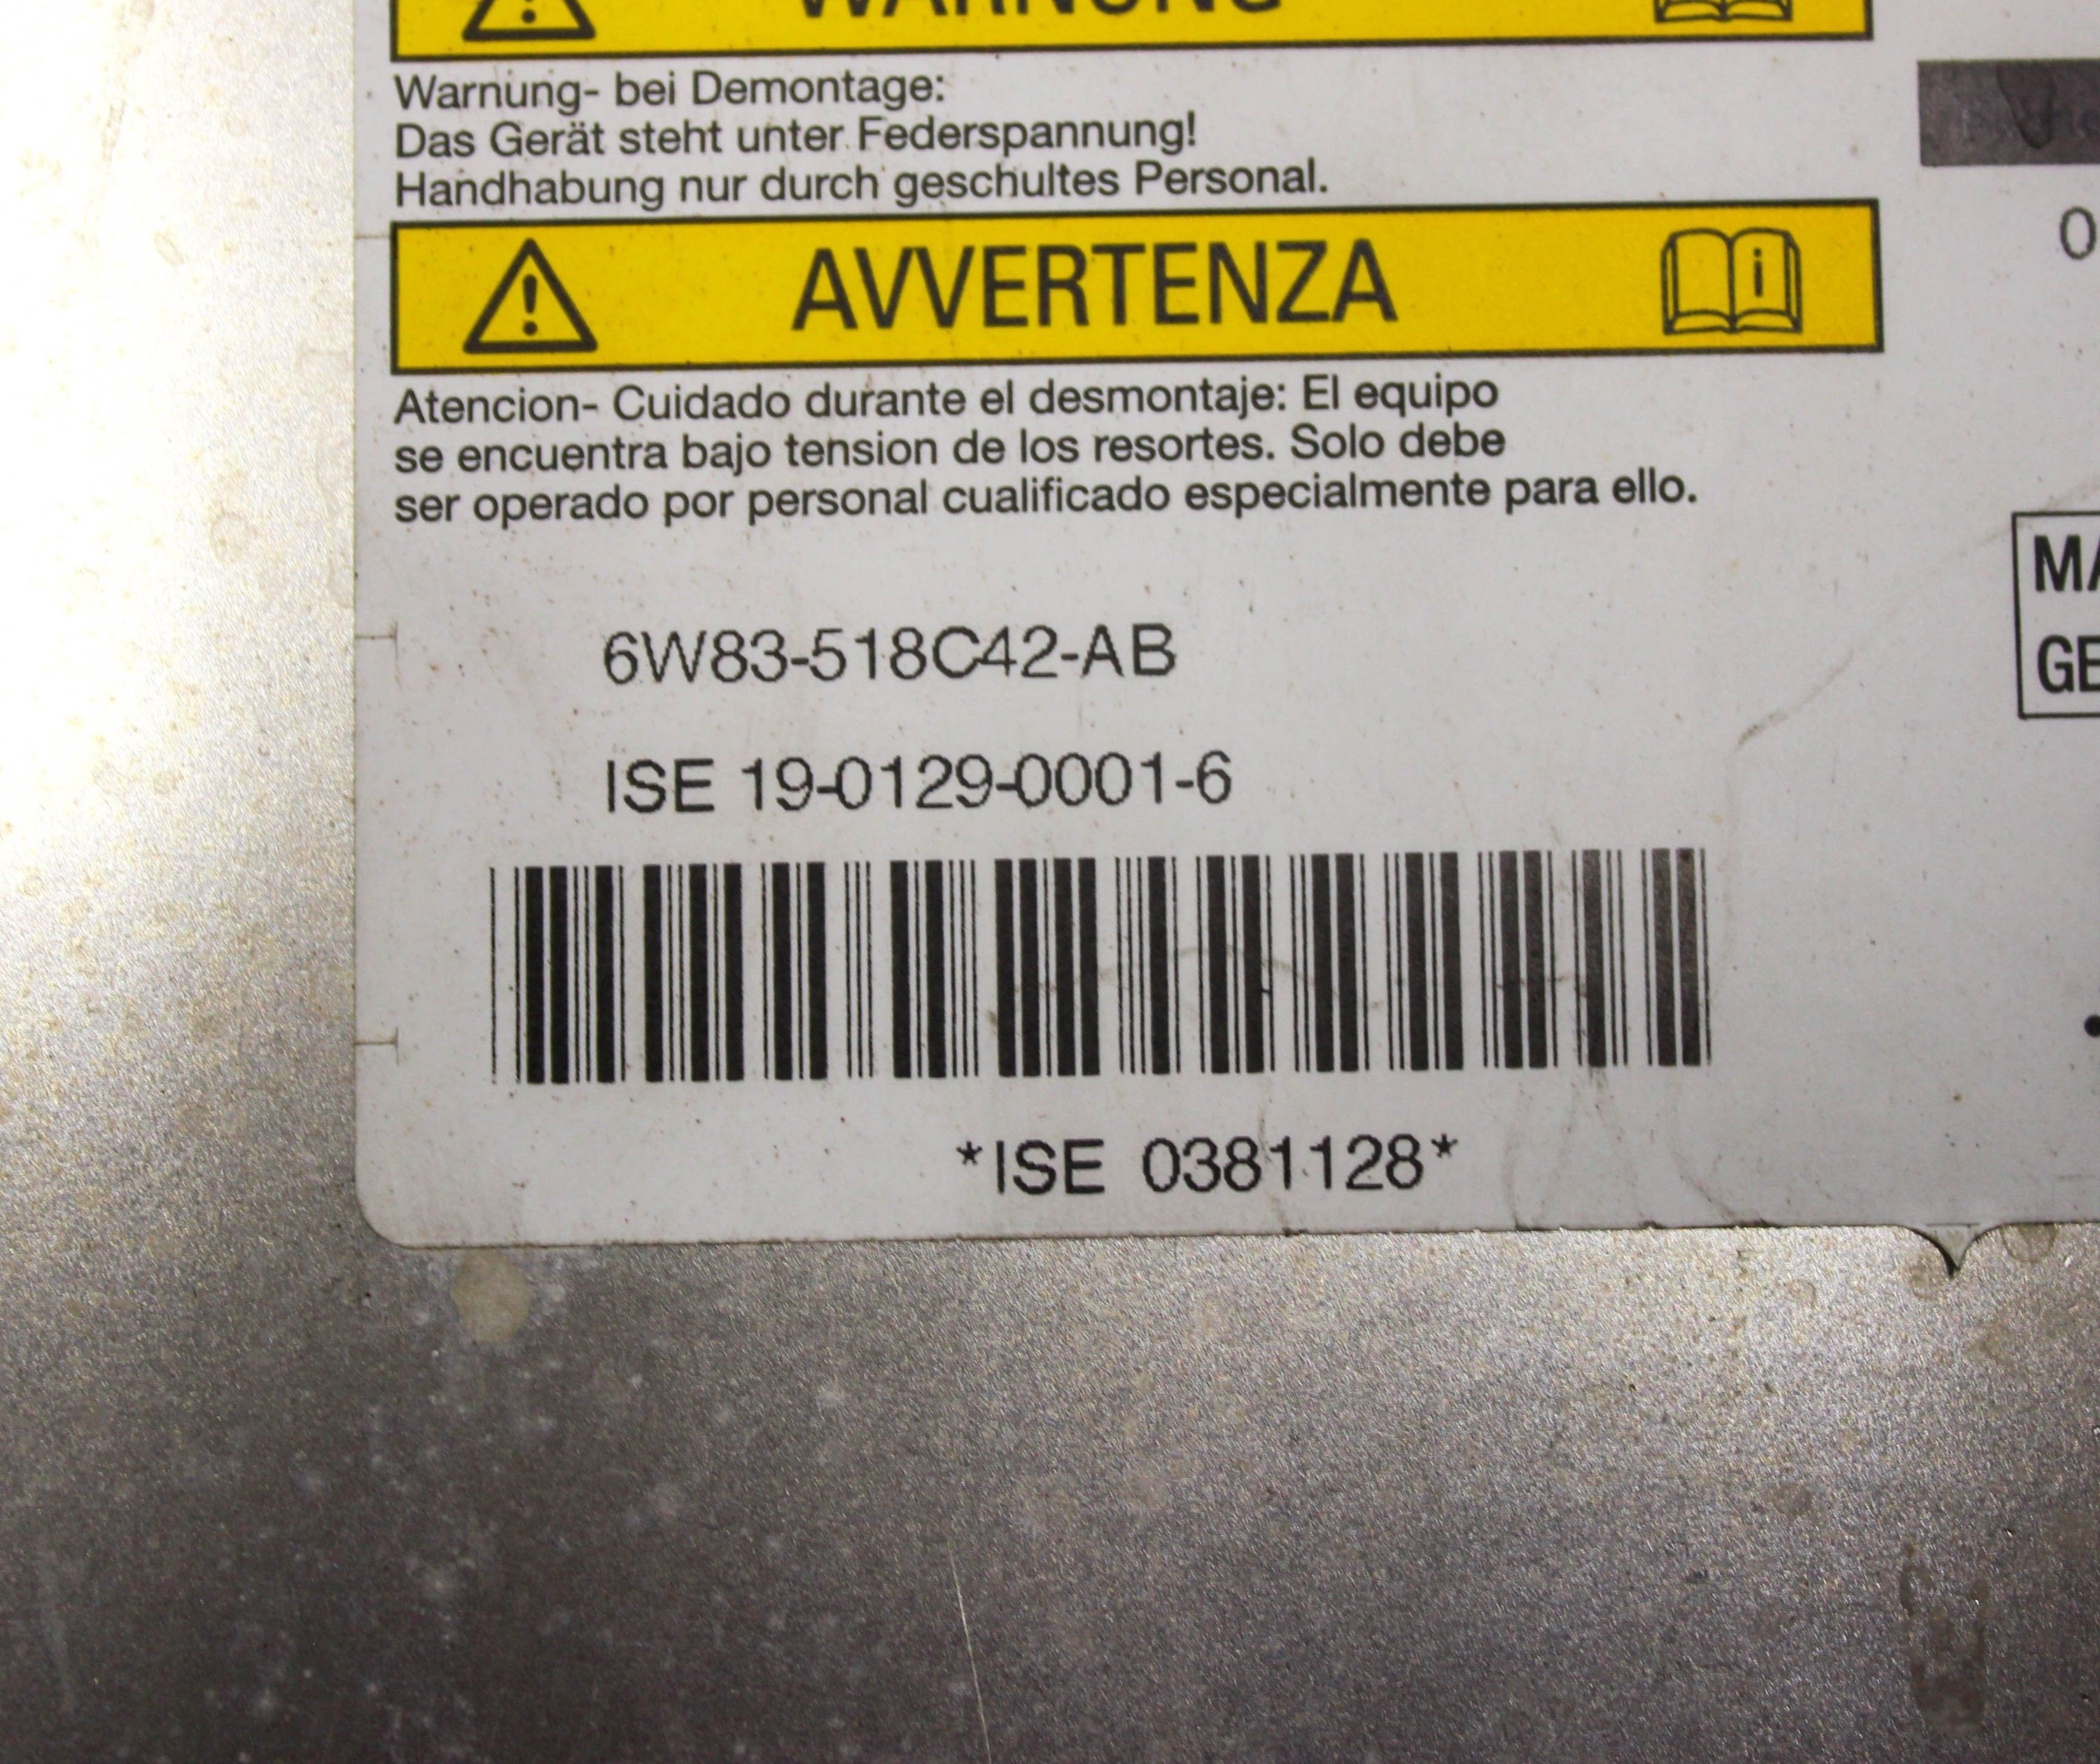 WARNUNG
Warnung- bei Demontage:
Das Gerät steht unter Federspannung!
Handhabung nur durch geschultes Personal.
AVVERTENZA
Atencion- Cuidado durante el desmontaje: El equipo
se encuentra bajo tension de los resortes. Solo debe
ser operado por personal cualificado especialmente para ello.
6W83-518C42-AB
ISE 19-0129-0001-6
*ISE 0381128*